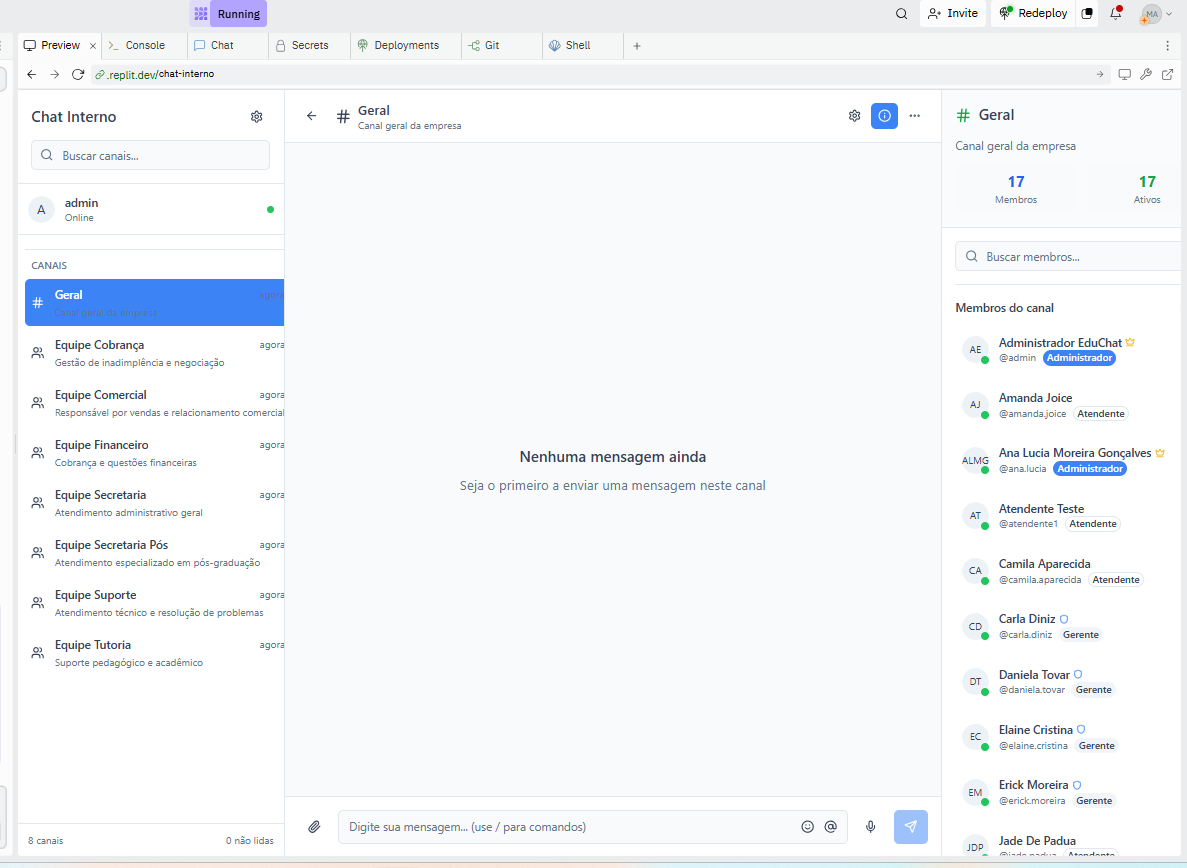 Running
Invite
Redeploy
MA
Preview
Console
Chat
Secrets
Deployments
Git
Shell
.replit.dev/chat-interno
Chat Interno
Buscar canais...
A
admin
Online
CANAIS
Geral
agora
Canal geral da empresa
Equipe Cobrança
agora
Gestão de inadimplência e negociação
Equipe Comercial
agora
Responsável por vendas e relacionamento comercial
Equipe Financeiro
agora
Cobrança e questões financeiras
Equipe Secretaria
agora
Atendimento administrativo geral
Equipe Secretaria Pós
agora
Atendimento especializado em pós-graduação
Equipe Suporte
agora
Atendimento técnico e resolução de problemas
Equipe Tutoria
agora
Suporte pedagógico e acadêmico
8 canais
0 não lidas
# Geral
Canal geral da empresa
Nenhuma mensagem ainda
Seja o primeiro a enviar uma mensagem neste canal
Digite sua mensagem... (use / para comandos)
# Geral
Canal geral da empresa
17
Membros
17
Ativos
Buscar membros...
Membros do canal
AE
Administrador EduChat
@admin Administrador
AJ
Amanda Joice
@amanda.joice Atendente
ALMG
Ana Lucia Moreira Gonçalves
@ana.lucia Administrador
AT
Atendente Teste
@atendente1 Atendente
CA
Camila Aparecida
@camila.aparecida Atendente
CD
Carla Diniz
@carla.diniz Gerente
DT
Daniela Tovar
@daniela.tovar Gerente
EC
Elaine Cristina
@elaine.cristina Gerente
EM
Erick Moreira
@erick.moreira Gerente
JDP
Jade De Padua
@jade.padua Atendente